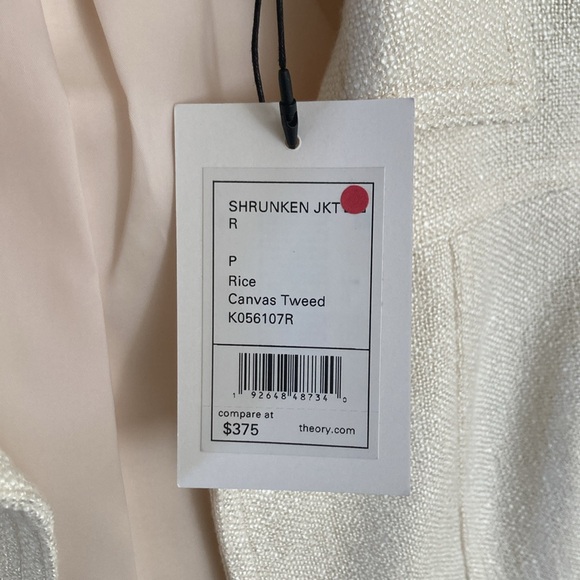 SHRUNKEN JKT
R
P
Rice
Canvas Tweed
K056107R
1 92648 48734 0
compare at
$375
theory.com